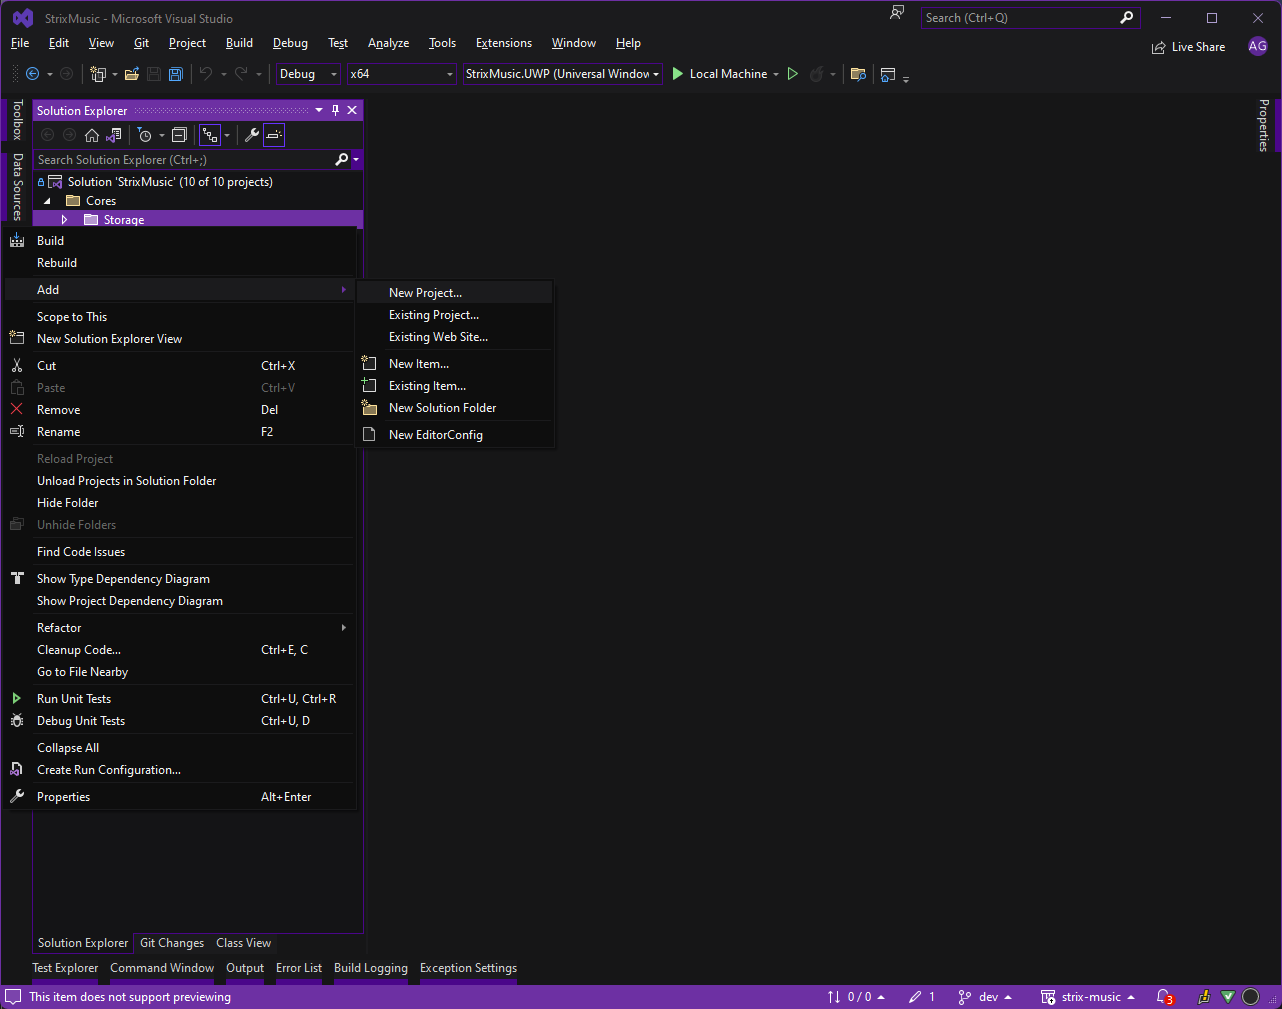 StrixMusic - Microsoft Visual Studio
Search (Ctrl+Q)
File Edit View Git Project Build Debug Test Analyze Tools Extensions Window Help
Live Share
AG
Debug x64 StrixMusic.UWP (Universal Window Local Machine
Toolbox
Data Sources
Solution Explorer
Search Solution Explorer (Ctrl+;)
Solution 'StrixMusic' (10 of 10 projects)
Cores
Storage
Properties
Build
Rebuild
Add
Scope to This
New Solution Explorer View
Cut Ctrl+X
Paste Ctrl+V
Remove Del
Rename F2
Reload Project
Unload Projects in Solution Folder
Hide Folder
Unhide Folders
Find Code Issues
Show Type Dependency Diagram
Show Project Dependency Diagram
Refactor
Cleanup Code... Ctrl+E, C
Go to File Nearby
Run Unit Tests Ctrl+U, Ctrl+R
Debug Unit Tests Ctrl+U, D
Collapse All
Create Run Configuration...
Properties Alt+Enter
New Project...
Existing Project...
Existing Web Site...
New Item...
Existing Item...
New Solution Folder
New EditorConfig
Solution Explorer Git Changes Class View
Test Explorer Command Window Output Error List Build Logging Exception Settings
This item does not support previewing
0 / 0 1 dev strix-music 3